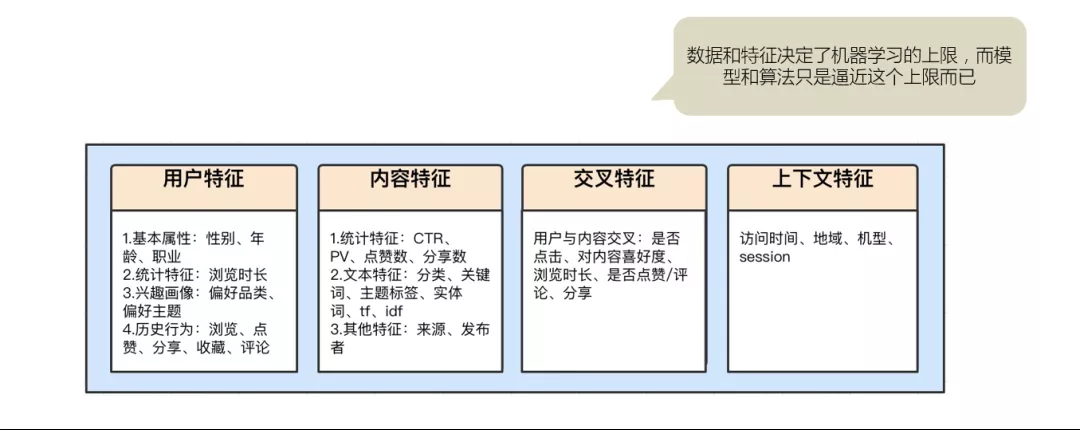 数据和特征决定了机器学习的上限，而模
型和算法只是逼近这个上限而已
用户特征
1.基本属性：性别、年
龄、职业
2.统计特征：浏览时长
3.兴趣画像：偏好品类、
偏好主题
4.历史行为：浏览、点
赞、分享、收藏、评论
内容特征
1.统计特征：CTR、
PV、点赞数、分享数
2.文本特征：分类、关键
词、主题标签、实体
词、tf、idf
3.其他特征：来源、发布
者
交叉特征
用户与内容交叉：是否
点击、对内容喜好度、
浏览时长、是否点赞/评
论、分享
上下文特征
访问时间、地域、机型、
session